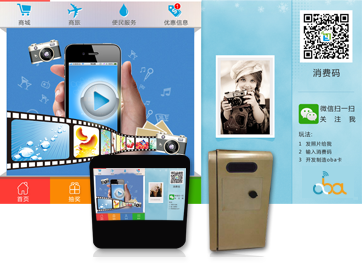 商城
商旅
便民服务
优惠信息
消费码
微信扫一扫
关注我
玩法:
1 发照片给我
2 输入消费码
3 开发制造oba卡
oba
首页
抽奖